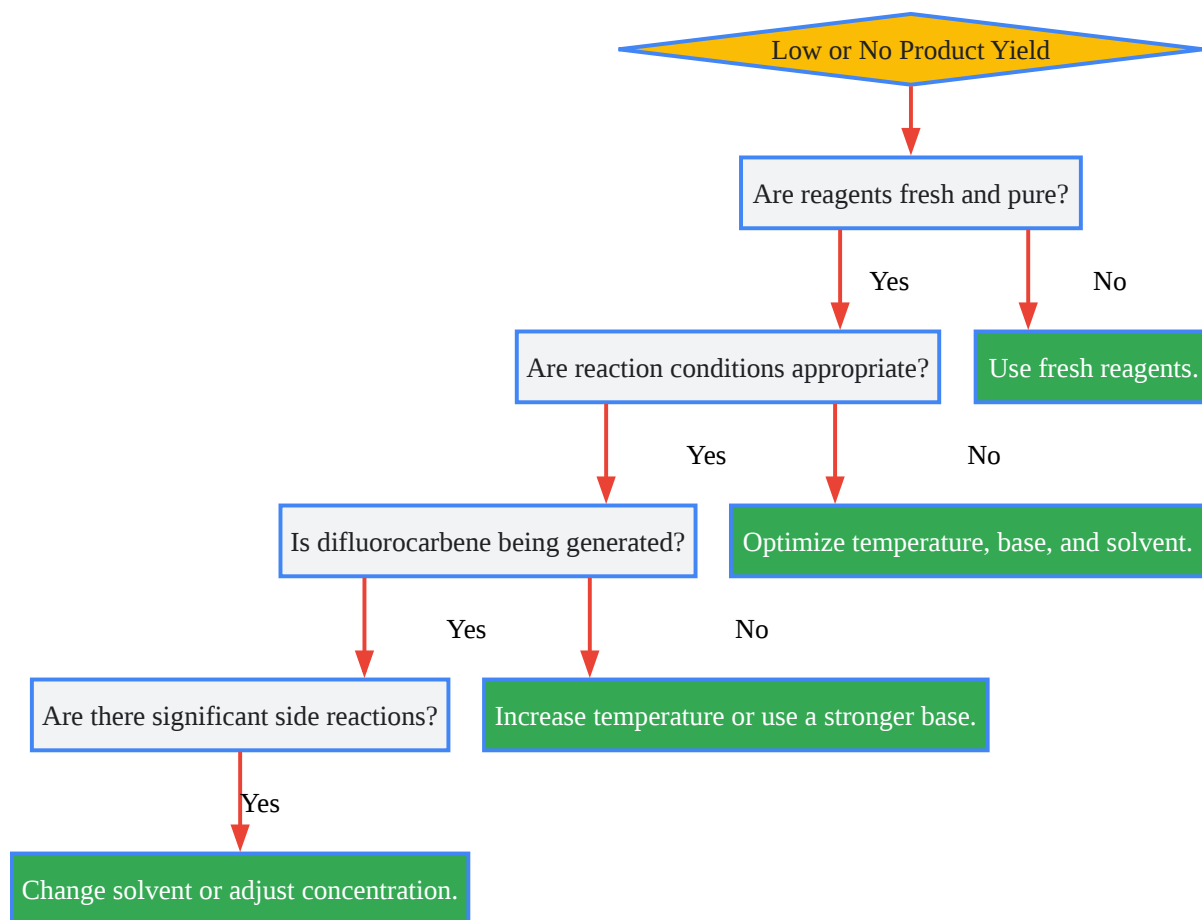 Low or No Product Yield
Are reagents fresh and pure?
Yes
No
Are reaction conditions appropriate?
Use fresh reagents.
Yes
No
Is difluorocarbene being generated?
Optimize temperature, base, and solvent.
Yes
No
Are there significant side reactions?
Increase temperature or use a stronger base.
Yes
Change solvent or adjust concentration.